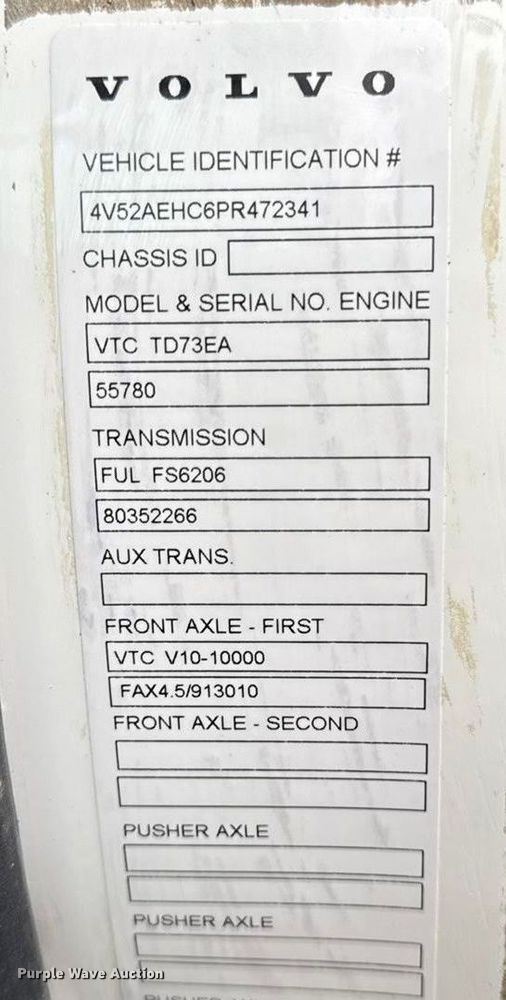 VOLVO
VEHICLE IDENTIFICATION #
4V52AEHC6PR472341
CHASSIS ID
MODEL & SERIAL NO. ENGINE
VTC TD73EA
55780
TRANSMISSION
FUL FS6206
80352266
AUX TRANS.
FRONT AXLE - FIRST
VTC V10-10000
FAX4.5/913010
FRONT AXLE - SECOND
PUSHER AXLE
PUSHER AXLE
PUSHER AXLE
Purple Wave Auction